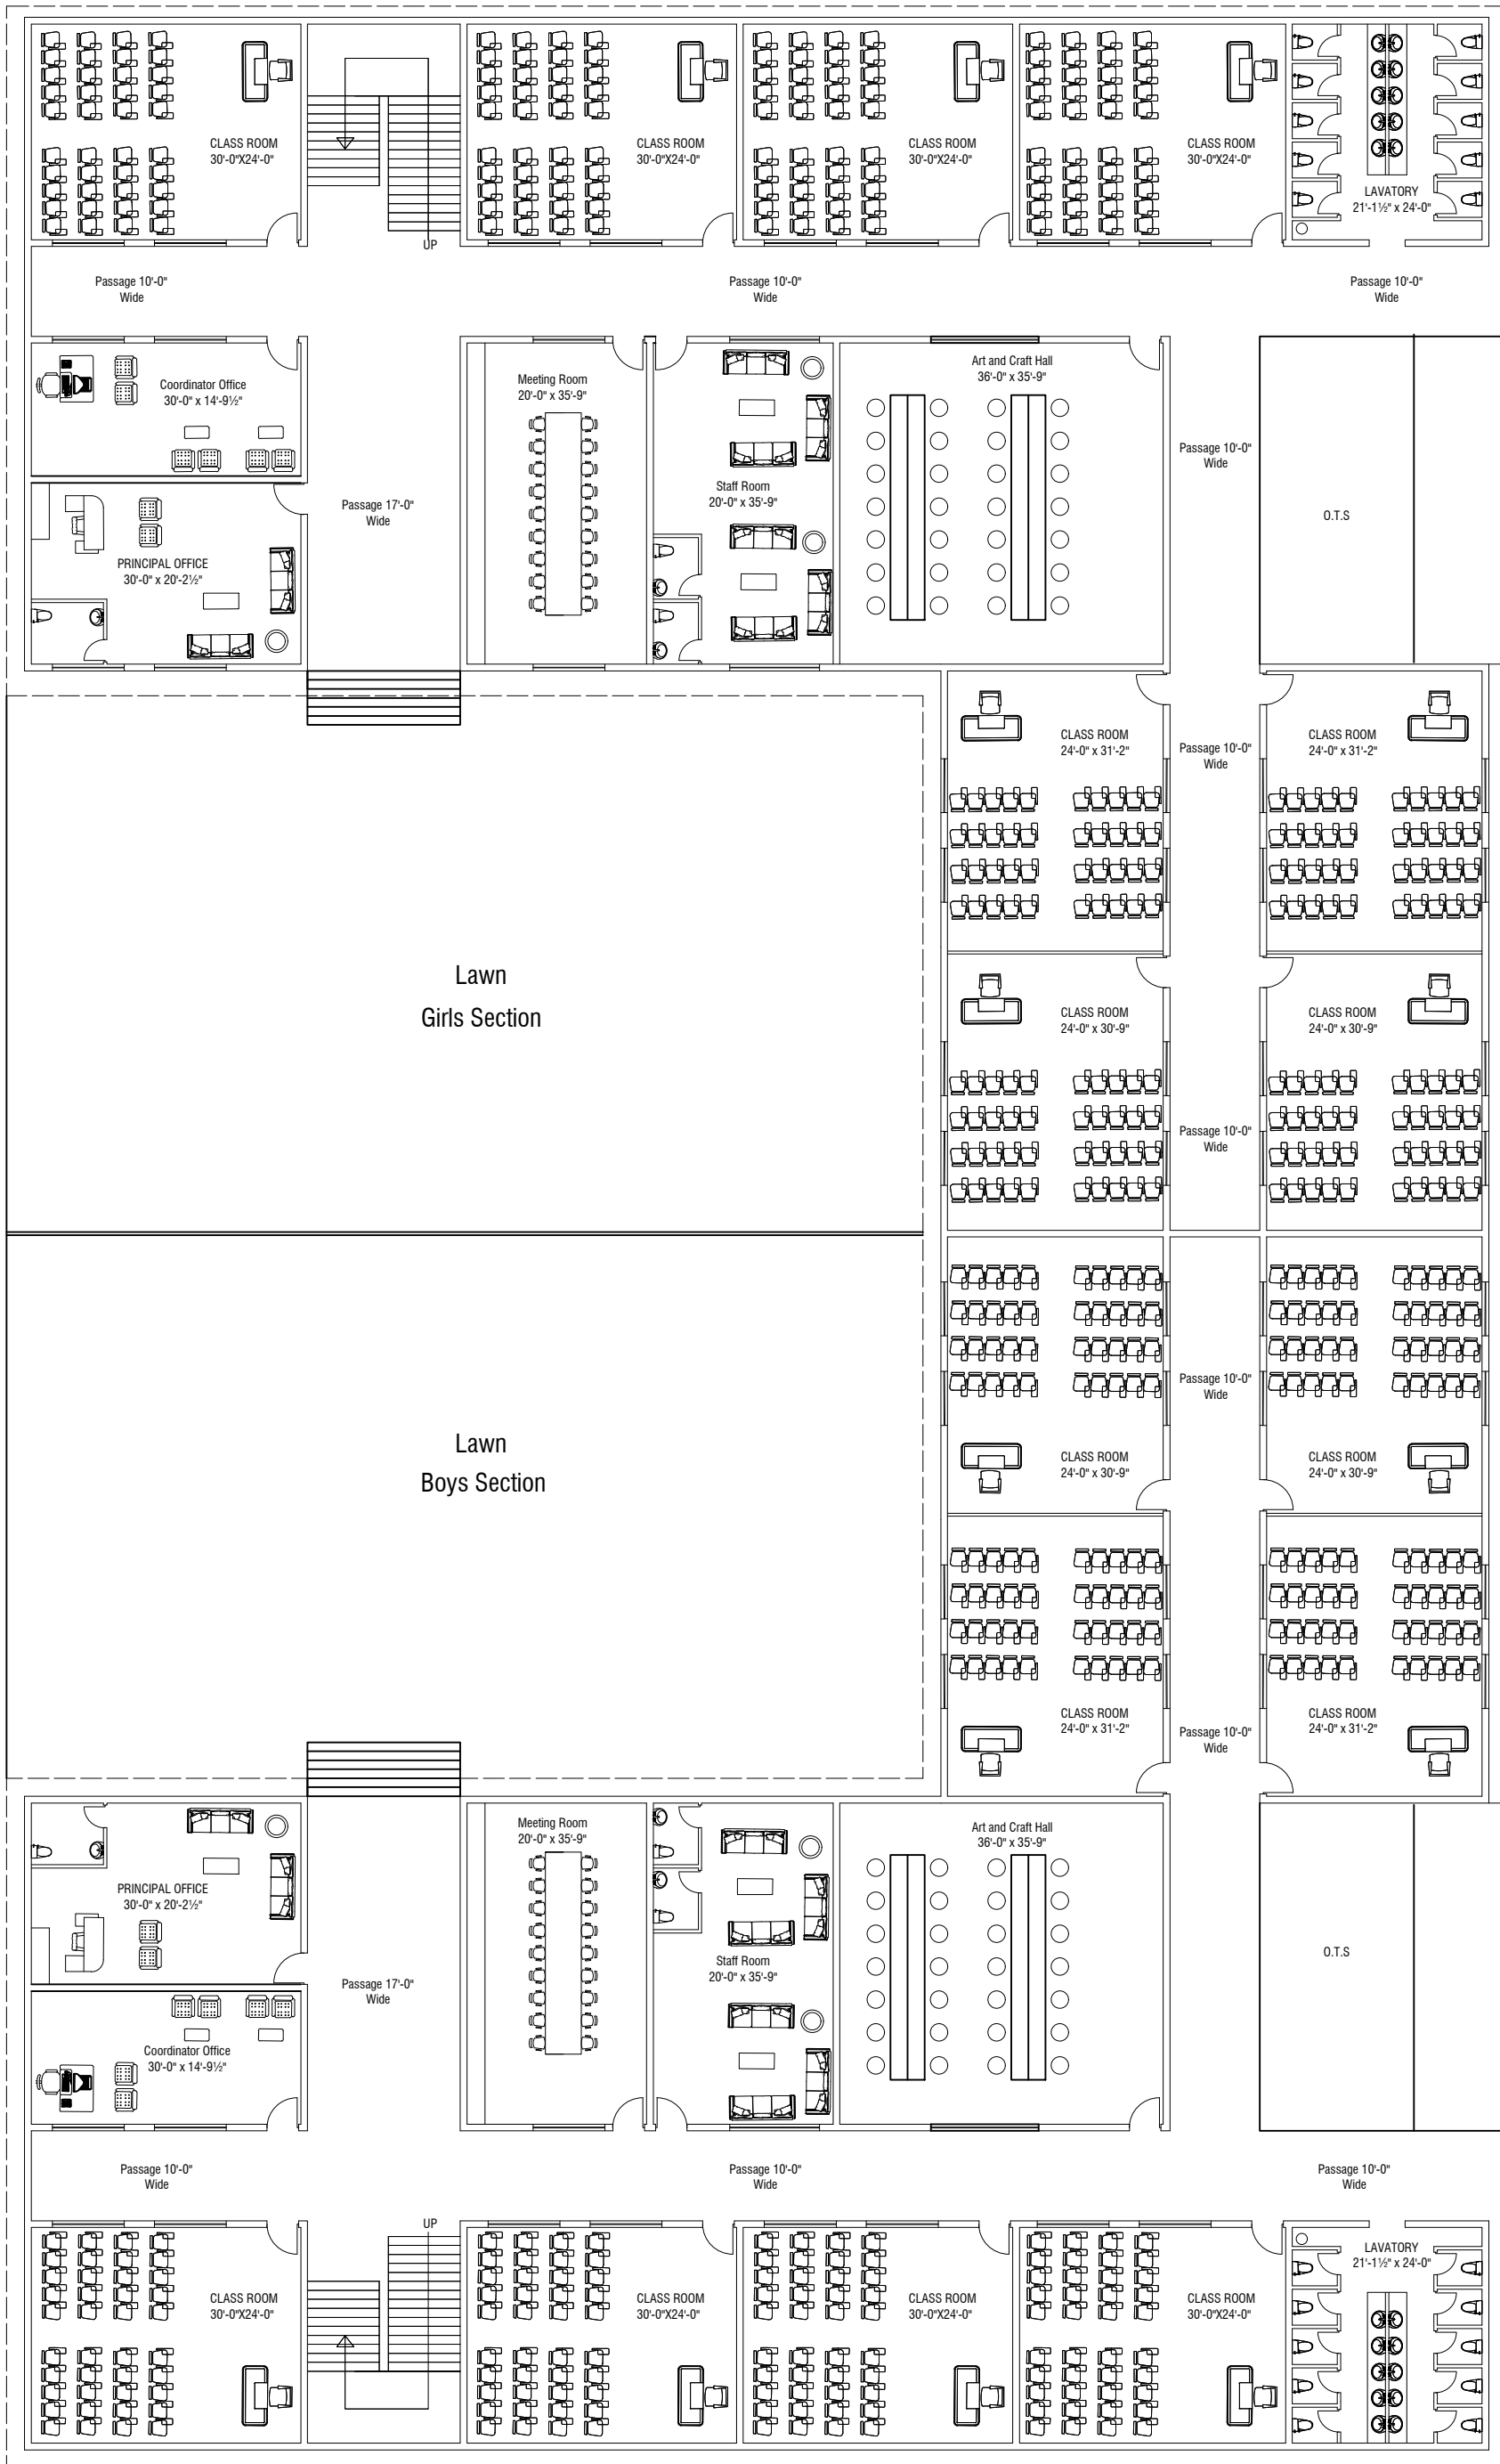 CLASS ROOM
30'-0"X24'-0"
CLASS ROOM
30'-0"X24'-0"
CLASS ROOM
30'-0"X24'-0"
CLASS ROOM
30'-0"X24'-0"
LAVATORY
21'-1½" x 24'-0"
UP
Passage 10'-0"
Wide
Passage 10'-0"
Wide
Passage 10'-0"
Wide
Coordinator Office
30'-0" x 14'-9½"
Meeting Room
20'-0" x 35'-9"
Art and Craft Hall
36'-0" x 35'-9"
Passage 10'-0"
Wide
Staff Room
20'-0" x 35'-9"
Passage 17'-0"
Wide
O.T.S
PRINCIPAL OFFICE
30'-0" x 20'-2½"
CLASS ROOM
24'-0" x 31'-2"
Passage 10'-0"
Wide
CLASS ROOM
24'-0" x 31'-2"
Lawn
Girls Section
CLASS ROOM
24'-0" x 30'-9"
CLASS ROOM
24'-0" x 30'-9"
Passage 10'-0"
Wide
Passage 10'-0"
Wide
Lawn
Boys Section
CLASS ROOM
24'-0" x 30'-9"
CLASS ROOM
24'-0" x 30'-9"
CLASS ROOM
24'-0" x 31'-2"
Passage 10'-0"
Wide
CLASS ROOM
24'-0" x 31'-2"
Meeting Room
20'-0" x 35'-9"
Art and Craft Hall
36'-0" x 35'-9"
PRINCIPAL OFFICE
30'-0" x 20'-2½"
O.T.S
Staff Room
20'-0" x 35'-9"
Passage 17'-0"
Wide
Coordinator Office
30'-0" x 14'-9½"
Passage 10'-0"
Wide
Passage 10'-0"
Wide
Passage 10'-0"
Wide
UP
LAVATORY
21'-1½" x 24'-0"
CLASS ROOM
30'-0"X24'-0"
CLASS ROOM
30'-0"X24'-0"
CLASS ROOM
30'-0"X24'-0"
CLASS ROOM
30'-0"X24'-0"